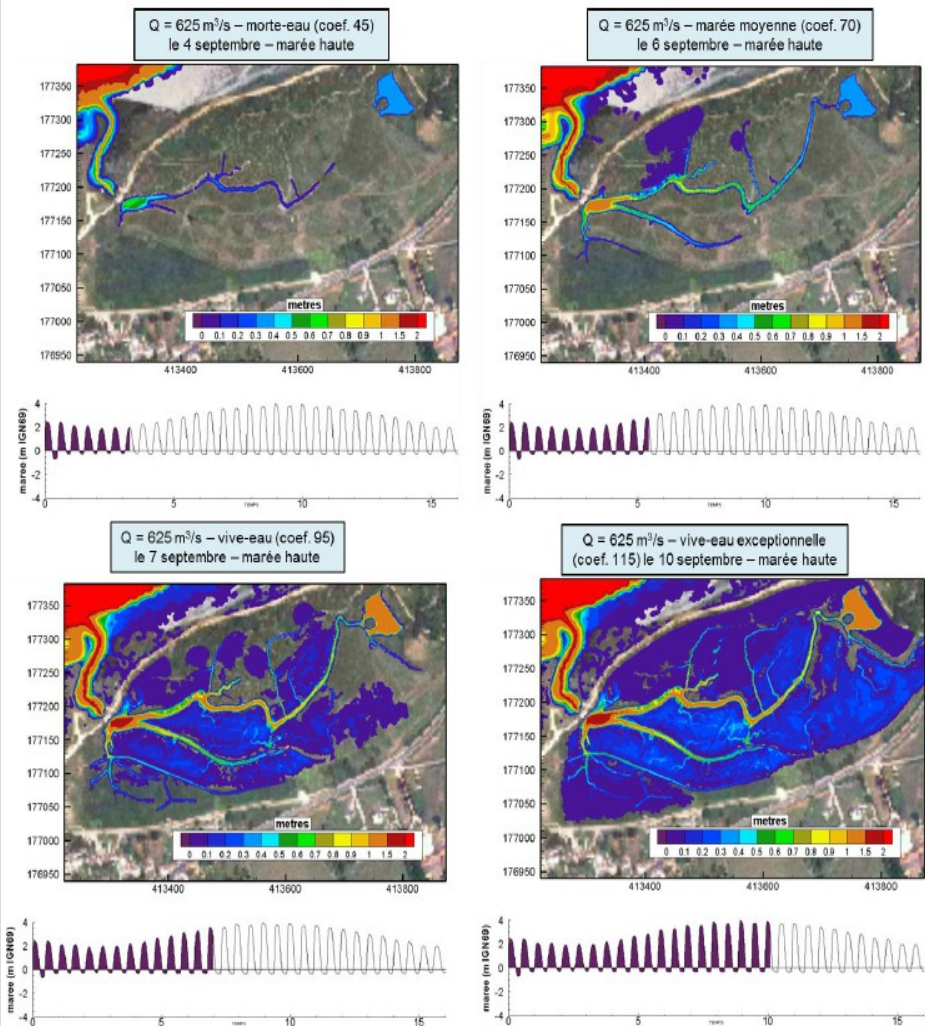 Q = 625 m³/s – morte-eau (coef. 45)
le 4 septembre – marée haute
177350
177300
177250
177200
177150
177100
177050
177000
176950
metres
0 0.1 0.2 0.3 0.4 0.5 0.6 0.7 0.8 0.9 1 1.5 2
413400 413600 413800
maree (m IGN69)
4
2
0
-2
-4
0 5 10 15
TEMPS
Q = 625 m³/s – marée moyenne (coef. 70)
le 6 septembre – marée haute
177350
177300
177250
177200
177150
177100
177050
177000
176950
metres
0 0.1 0.2 0.3 0.4 0.5 0.6 0.7 0.8 0.9 1 1.5 2
413400 413600 413800
maree (m IGN69)
4
2
0
-2
-4
0 5 10 15
TEMPS
Q = 625 m³/s – vive-eau (coef. 95)
le 7 septembre – marée haute
177350
177300
177250
177200
177150
177100
177050
177000
176950
metres
0 0.1 0.2 0.3 0.4 0.5 0.6 0.7 0.8 0.9 1 1.5 2
413400 413600 413800
maree (m IGN69)
4
2
0
-2
-4
0 5 10 15
TEMPS
Q = 625 m³/s – vive-eau exceptionnelle
(coef. 115) le 10 septembre – marée haute
177350
177300
177250
177200
177150
177100
177050
177000
176950
metres
0 0.1 0.2 0.3 0.4 0.5 0.6 0.7 0.8 0.9 1 1.5 2
413400 413600 413800
maree (m IGN69)
4
2
0
-2
-4
0 5 10 15
TEMPS